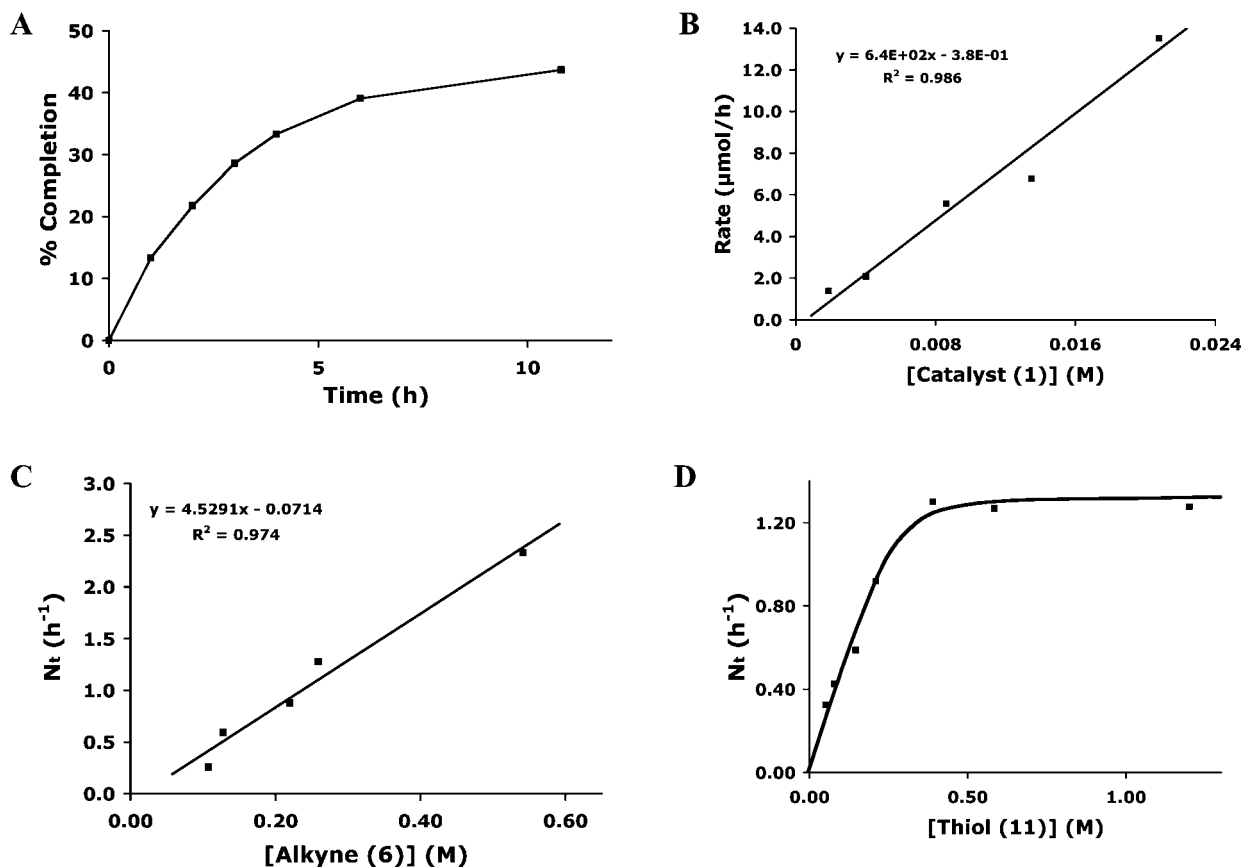 A
50
40
30
20
10
0
% Completion
0
5
10
Time (h)
B
14.0
12.0
10.0
8.0
6.0
4.0
2.0
0.0
Rate (μmol/h)
y = 6.4E+02x - 3.8E-01
R² = 0.986
0
0.008
0.016
0.024
[Catalyst (1)] (M)
C
3.0
2.5
2.0
1.5
1.0
0.5
0.0
Nt (h⁻¹)
y = 4.5291x - 0.0714
R² = 0.974
0.00
0.20
0.40
0.60
[Alkyne (6)] (M)
D
1.20
0.80
0.40
0.00
Nt (h⁻¹)
0.00
0.50
1.00
[Thiol (11)] (M)